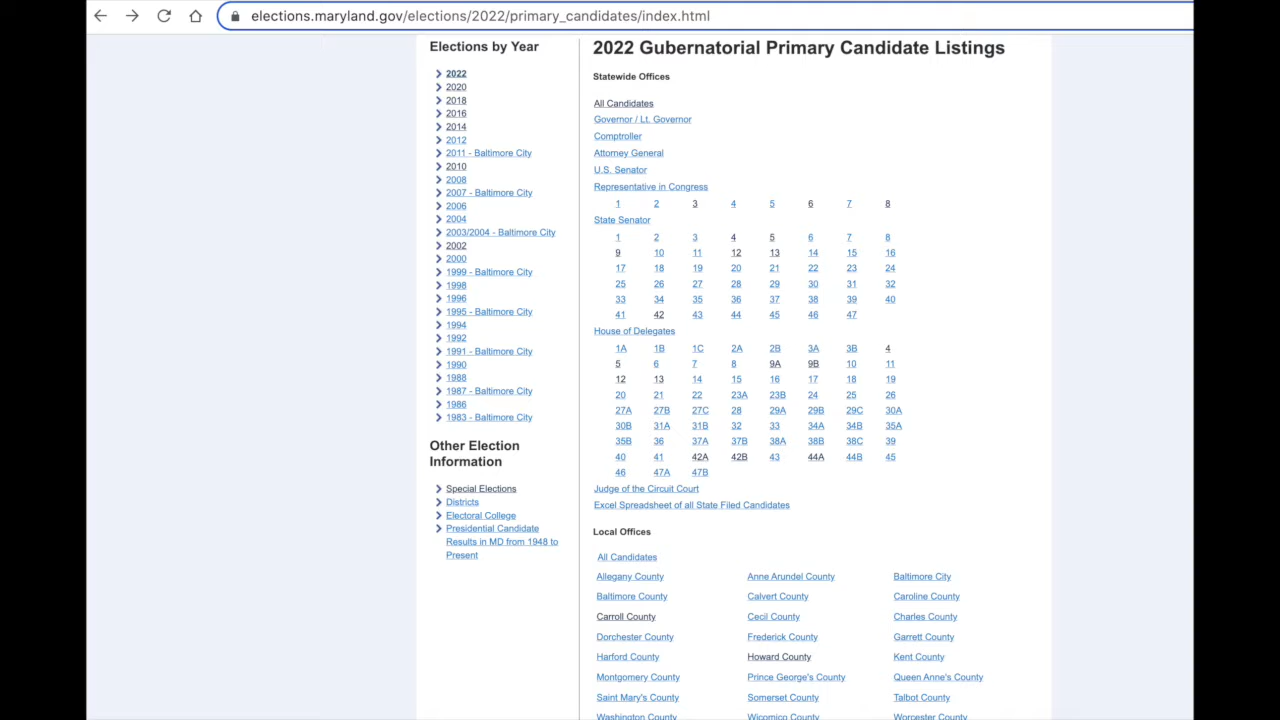 elections.maryland.gov/elections/2022/primary_candidates/index.html
Elections by Year
2022
2020
2018
2016
2014
2012
2011 - Baltimore City
2010
2008
2007 - Baltimore City
2006
2004
2003/2004 - Baltimore City
2002
2000
1999 - Baltimore City
1998
1996
1995 - Baltimore City
1994
1992
1991 - Baltimore City
1990
1988
1987 - Baltimore City
1986
1983 - Baltimore City
Other Election
Information
Special Elections
Districts
Electoral College
Presidential Candidate
Results in MD from 1948 to
Present
2022 Gubernatorial Primary Candidate Listings
Statewide Offices
All Candidates
Governor / Lt. Governor
Comptroller
Attorney General
U.S. Senator
Representative in Congress
1 2 3 4 5 6 7 8
State Senator
1 2 3 4 5 6 7 8
9 10 11 12 13 14 15 16
17 18 19 20 21 22 23 24
25 26 27 28 29 30 31 32
33 34 35 36 37 38 39 40
41 42 43 44 45 46 47
House of Delegates
1A 1B 1C 2A 2B 3A 3B 4
5 6 7 8 9A 9B 10 11
12 13 14 15 16 17 18 19
20 21 22 23A 23B 24 25 26
27A 27B 27C 28 29A 29B 29C 30A
30B 31A 31B 32 33 34A 34B 35A
35B 36 37A 37B 38A 38B 38C 39
40 41 42A 42B 43 44A 44B 45
46 47A 47B
Judge of the Circuit Court
Excel Spreadsheet of all State Filed Candidates
Local Offices
All Candidates
Allegany County Anne Arundel County Baltimore City
Baltimore County Calvert County Caroline County
Carroll County Cecil County Charles County
Dorchester County Frederick County Garrett County
Harford County Howard County Kent County
Montgomery County Prince George's County Queen Anne's County
Saint Mary's County Somerset County Talbot County
Washington County Wicomico County Worcester County